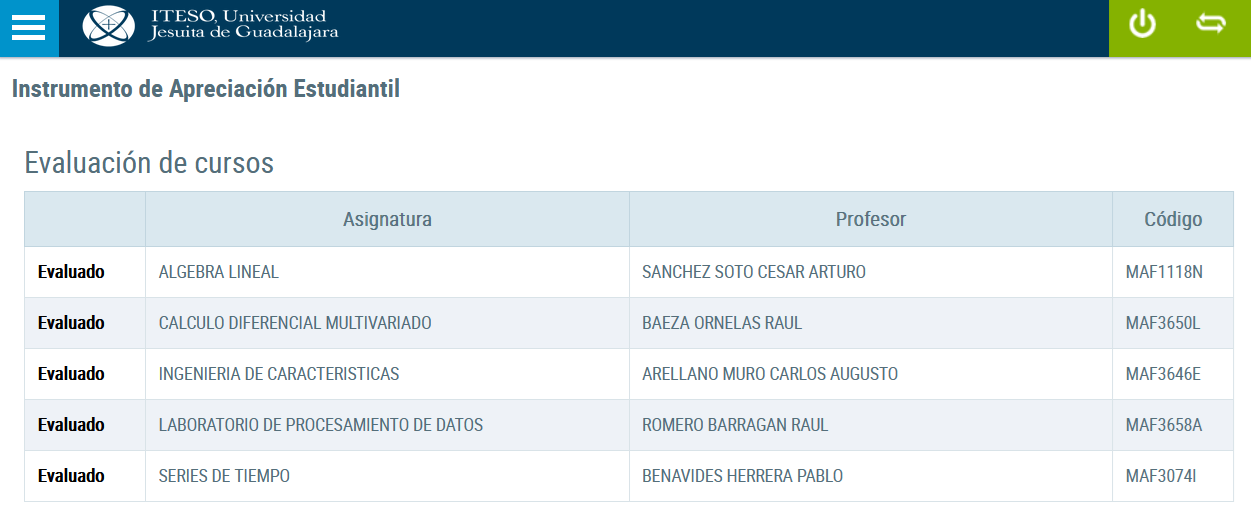 ITESO, Universidad
Jesuita de Guadalajara
Instrumento de Apreciación Estudiantil
Evaluación de cursos
Asignatura Profesor Código
Evaluado ALGEBRA LINEAL SANCHEZ SOTO CESAR ARTURO MAF1118N
Evaluado CALCULO DIFERENCIAL MULTIVARIADO BAEZA ORNELAS RAUL MAF3650L
Evaluado INGENIERIA DE CARACTERISTICAS ARELLANO MURO CARLOS AUGUSTO MAF3646E
Evaluado LABORATORIO DE PROCESAMIENTO DE DATOS ROMERO BARRAGAN RAUL MAF3658A
Evaluado SERIES DE TIEMPO BENAVIDES HERRERA PABLO MAF3074I